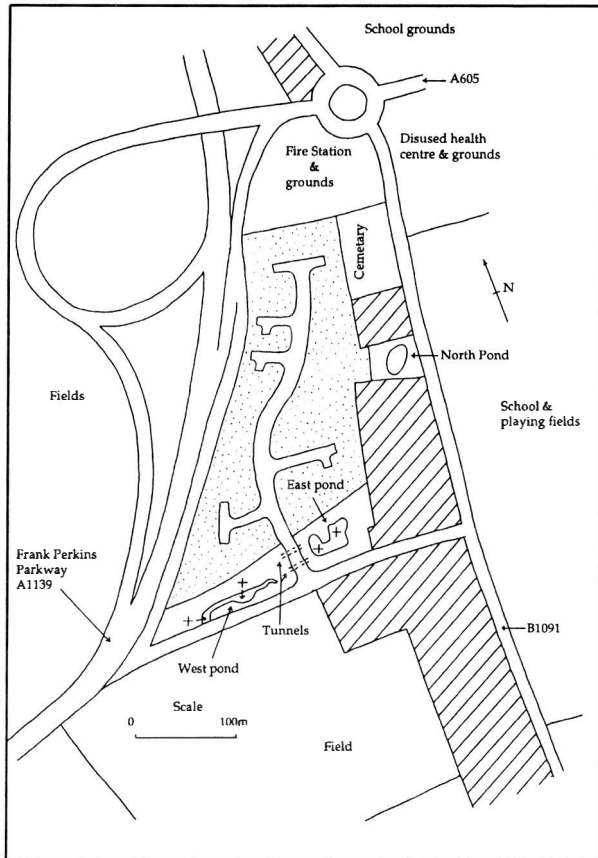 School grounds
A605
Disused health
centre & grounds
Fire Station
&
grounds
Cemetary
N
North Pond
Fields
School &
playing fields
East pond
Frank Perkins
Parkway
A1139
Tunnels
B1091
West pond
Scale
0 100m
Field